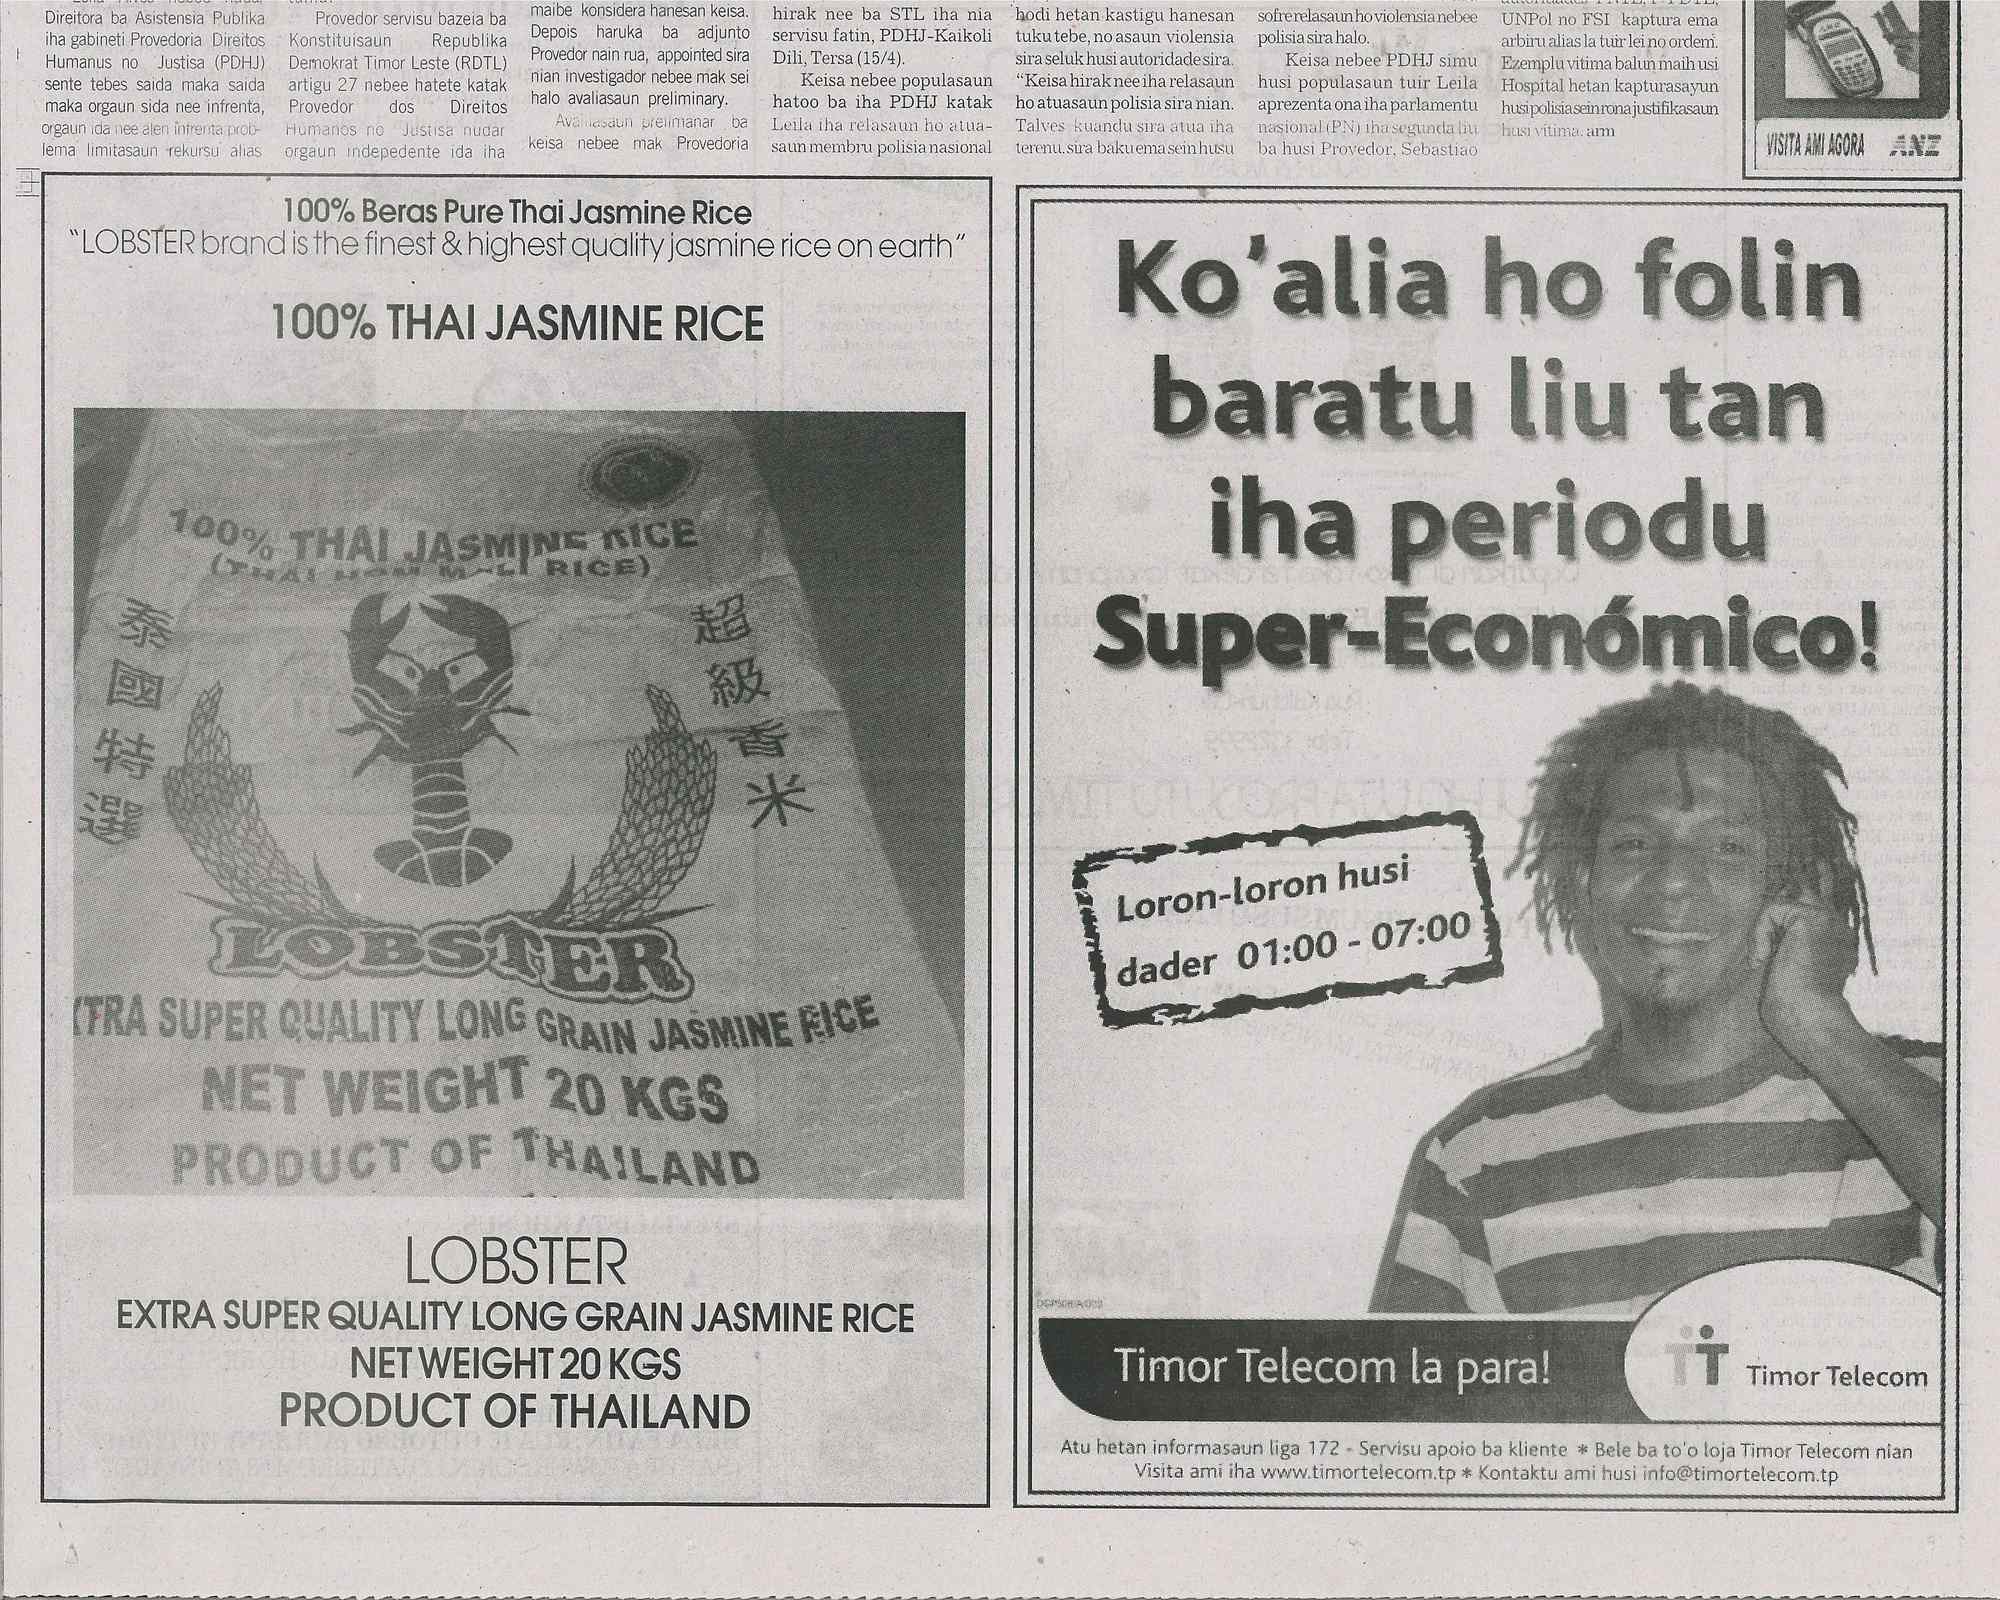 Direitora ba Asistensia Publika
iha gabineti Provedoria Direitos
Humanus no Justisa (PDHJ)
sente tebes saida maka saida
maka orgaun sida nee infrenta,
orgaun ida nee alen infrenta prob-
lema limitasaun rekursu alias
Provedor servisu bazeia ba
Konstituisaun Republika
Demokrat Timor Leste (RDTL)
artigu 27 nebee hatete katak
Provedor dos Direitos
Humanos no Justisa nudar
orgaun indepedente ida iha
maibe konsidera hanesan keisa.
Depois haruka ba adjunto
Provedor nain rua, appointed sira
nian investigador nebee mak sei
halo avaliasaun preliminary.
Avaliasaun prelimanar ba
keisa nebee mak Provedoria
hirak nee ba STL iha nia
servisu fatin, PDHJ-Kaikoli
Dili, Tersa (15/4).
Keisa nebee populasaun
hatoo ba iha PDHJ katak
Leila iha relasaun ho atua-
saun membru polisia nasional
hodi hetan kastigu hanesan
tuku tebe, no asaun violensia
sira seluk husi autoridade sira.
“Keisa hirak nee iha relasaun
ho atuasaun polisia sira nian.
Talves kuandu sira atua iha
terenu, sira baku ema sein husu
sofre relasaun ho violensia nebee
polisia sira halo.
Keisa nebee PDHJ simu
husi populasaun tuir Leila
aprezenta ona iha parlamentu
nasional (PN) iha segunda liu
ba husi Provedor, Sebastiao
UNPol no FSI kaptura ema
arbiru alias la tuir lei no ordem.
Ezemplu vitima balun maih usi
Hospital hetan kapturasayun
husi polisia sein rona justifikasaun
husi vitima. arm
VISITA AMI AGORA ANZ
100% Beras Pure Thai Jasmine Rice
“LOBSTER brand is the finest & highest quality jasmine rice on earth”
100% THAI JASMINE RICE
100% THAI JASMINE RICE
(THAI HOM MALI RICE)
泰國特選
超級香米
LOBSTER
XTRA SUPER QUALITY LONG GRAIN JASMINE RICE
NET WEIGHT 20 KGS
PRODUCT OF THAILAND
LOBSTER
EXTRA SUPER QUALITY LONG GRAIN JASMINE RICE
NET WEIGHT 20 KGS
PRODUCT OF THAILAND
Ko’alia ho folin
baratu liu tan
iha periodu
Super-Económico!
Loron-loron husi
dader 01:00 - 07:00
Timor Telecom la para!
Timor Telecom
Atu hetan informasaun liga 172 - Servisu apoio ba kliente * Bele ba to’o loja Timor Telecom nian
Visita ami iha www.timortelecom.tp * Kontaktu ami husi info@timortelecom.tp